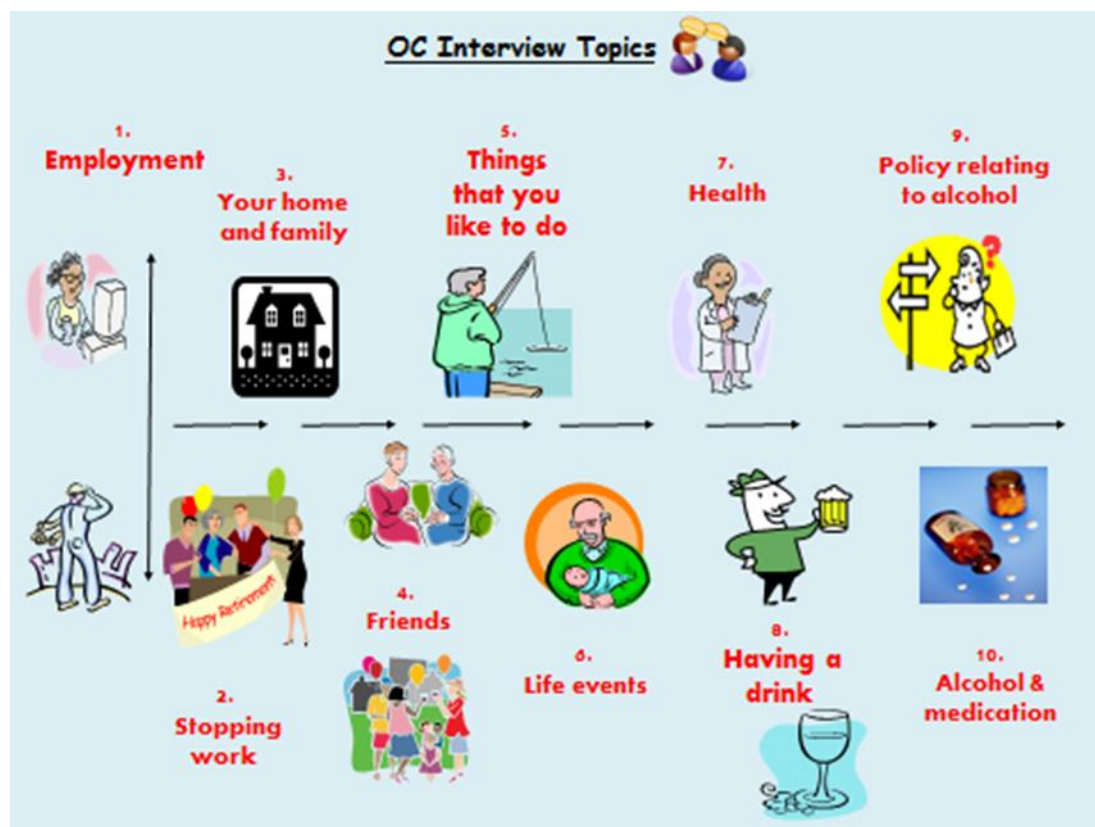 OC Interview Topics
1.
Employment
2.
Stopping
work
3.
Your home
and family
4.
Friends
5.
Things
that you
like to do
6.
Life events
7.
Health
8.
Having a
drink
9.
Policy relating
to alcohol
10.
Alcohol &
medication
Happy Retirement
?